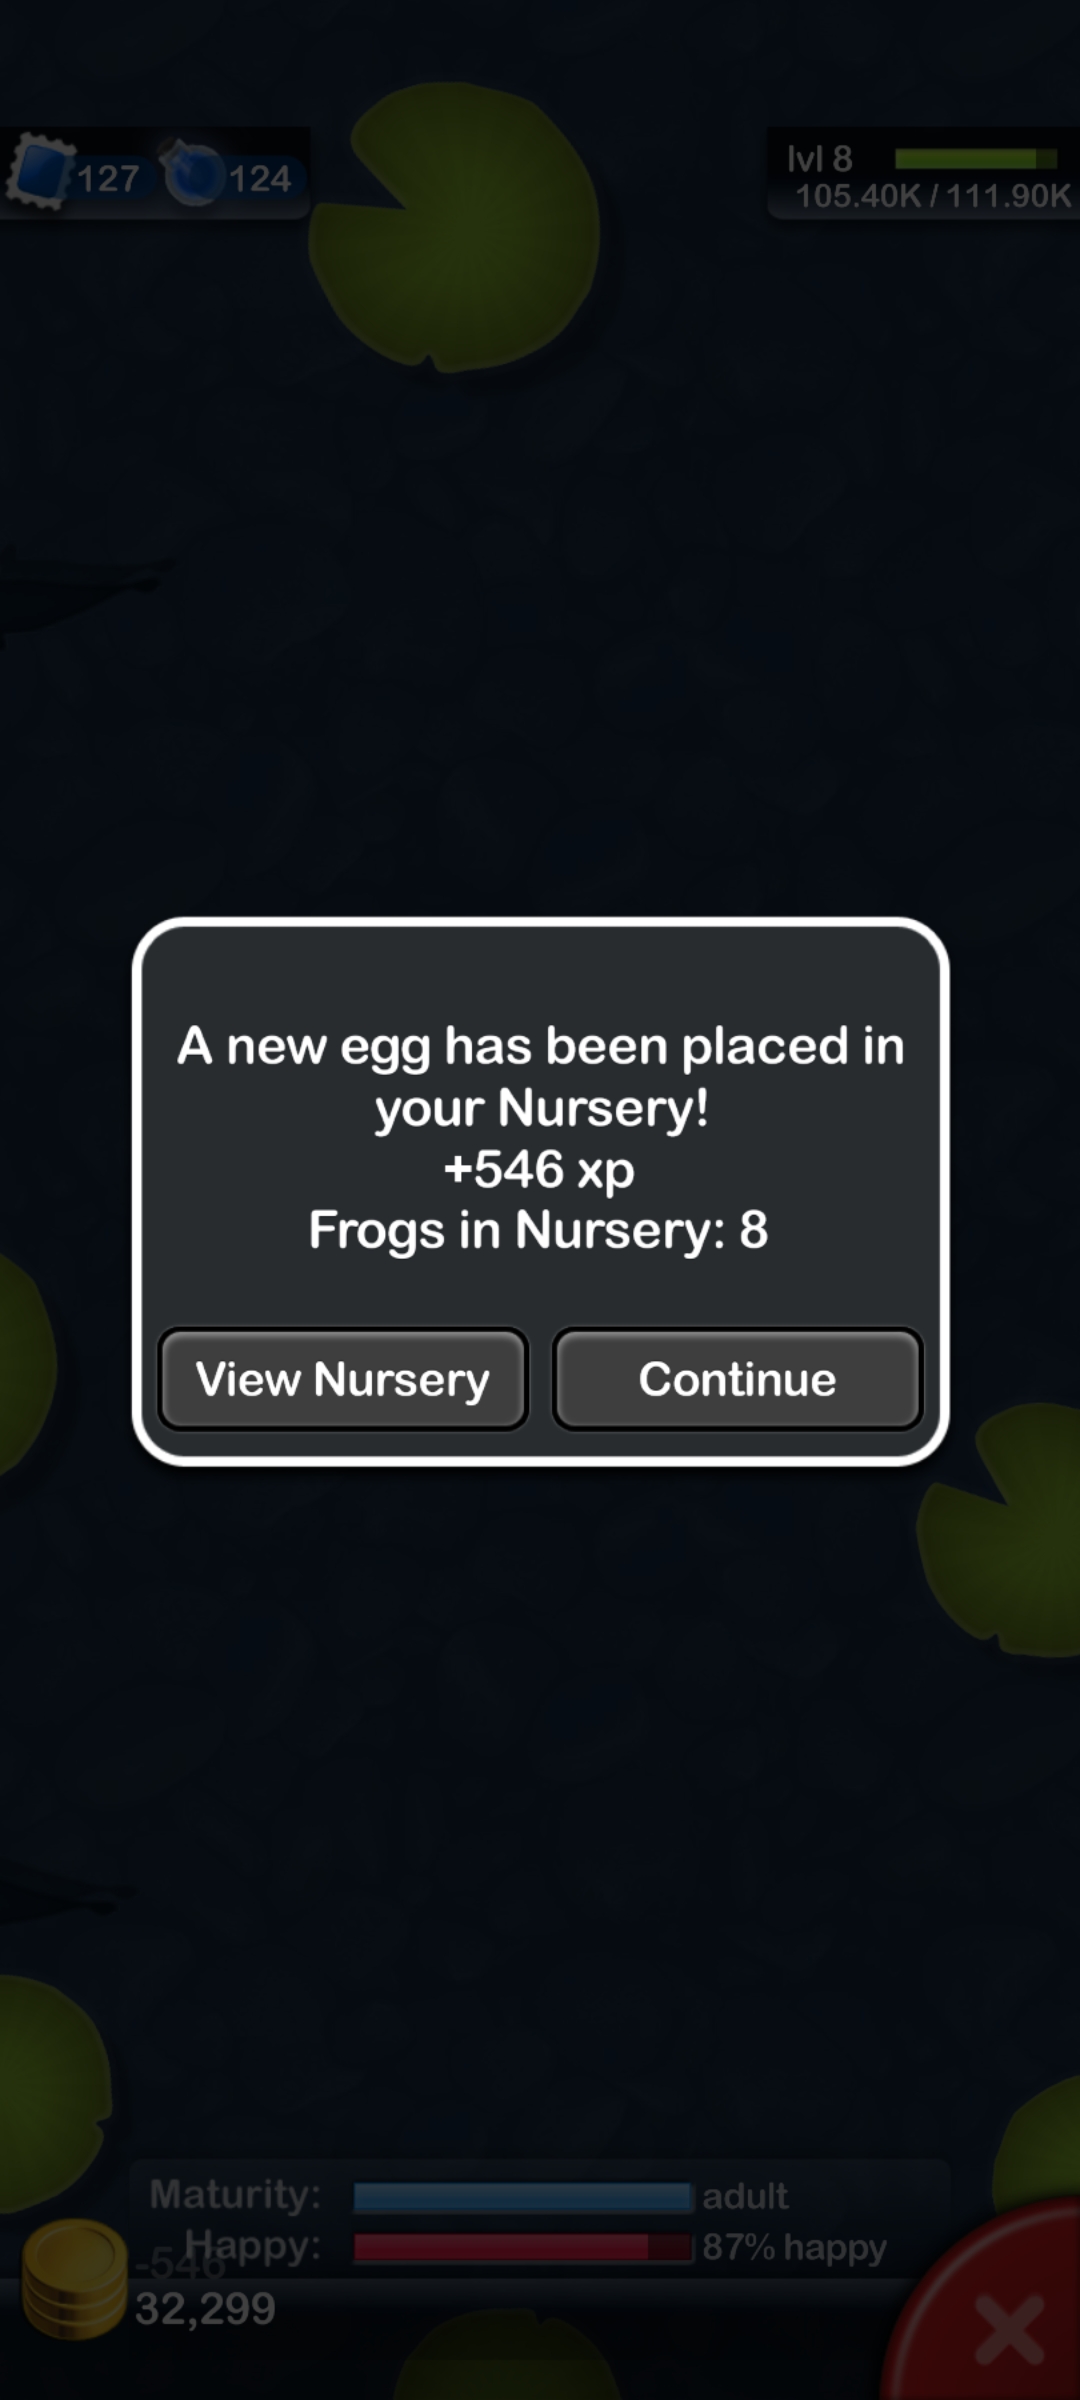 127 124
lvl 8
105.40K / 111.90K
A new egg has been placed in
your Nursery!
+546 xp
Frogs in Nursery: 8
View Nursery
Continue
Maturity: adult
Happy: 87% happy
-546
32,299